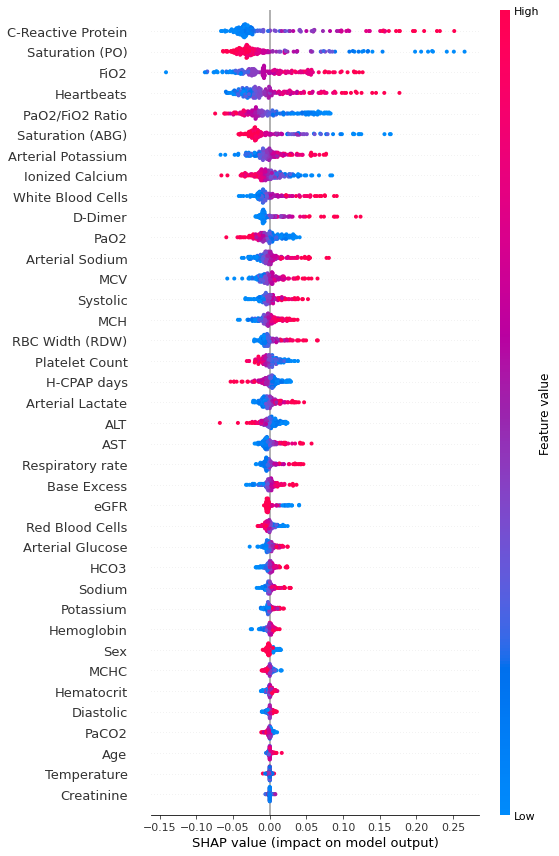 High
C-Reactive Protein
Saturation (PO)
FiO2
Heartbeats
PaO2/FiO2 Ratio
Saturation (ABG)
Arterial Potassium
Ionized Calcium
White Blood Cells
D-Dimer
PaO2
Arterial Sodium
MCV
Systolic
MCH
RBC Width (RDW)
Platelet Count
H-CPAP days
Arterial Lactate
ALT
AST
Respiratory rate
Base Excess
eGFR
Red Blood Cells
Arterial Glucose
HCO3
Sodium
Potassium
Hemoglobin
Sex
MCHC
Hematocrit
Diastolic
PaCO2
Age
Temperature
Creatinine
Feature value
Low
−0.15 −0.10 −0.05 0.00 0.05 0.10 0.15 0.20 0.25
SHAP value (impact on model output)